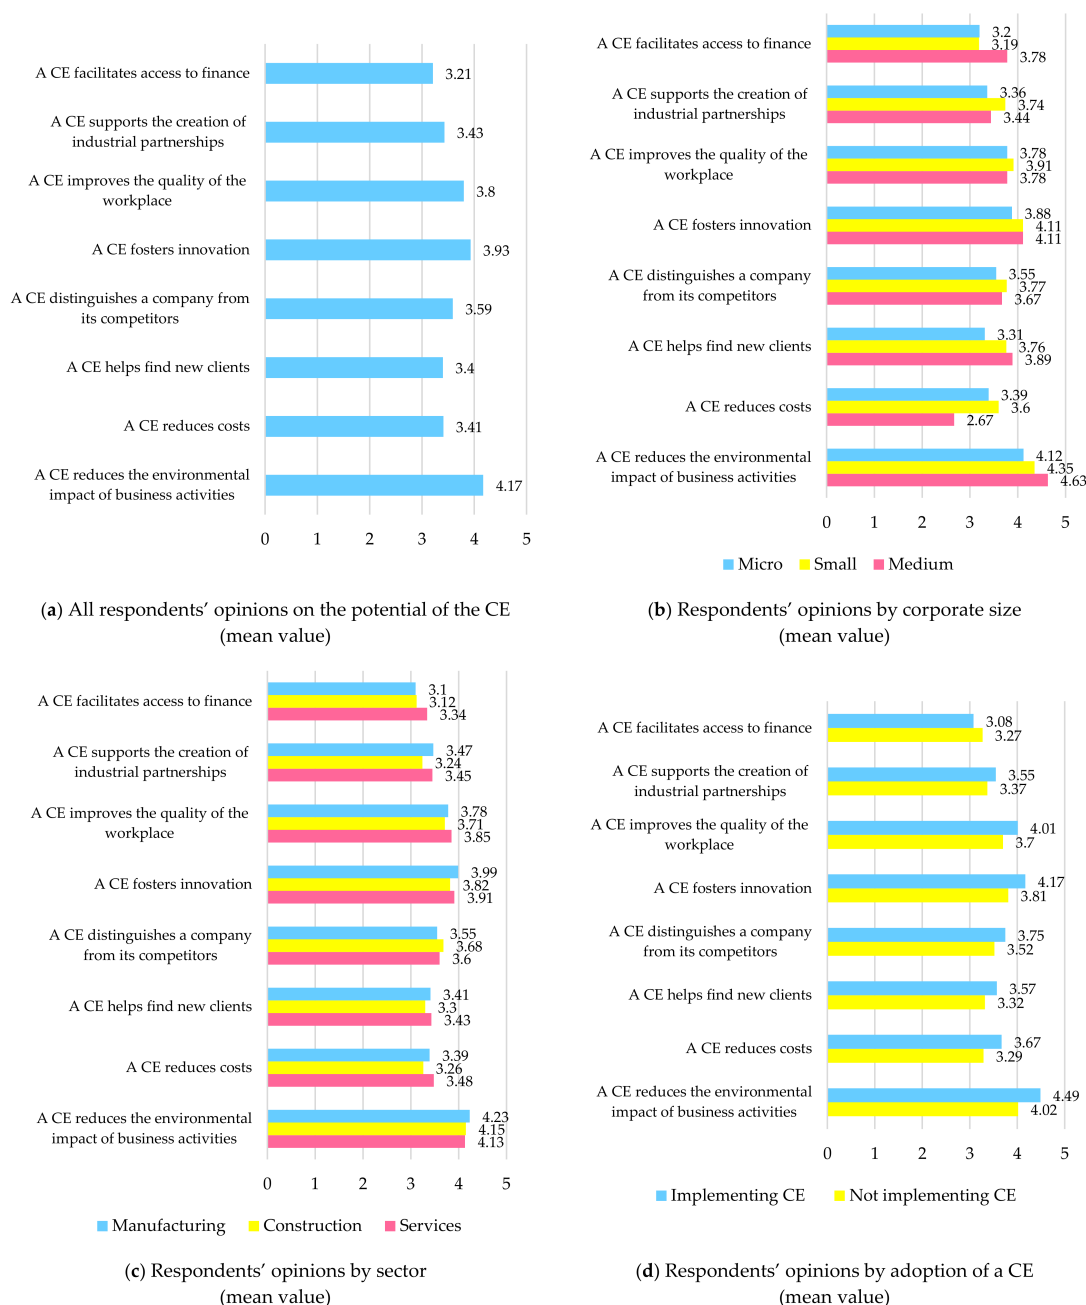 A CE facilitates access to finance
3.21
A CE supports the creation of
industrial partnerships
3.43
A CE improves the quality of the
workplace
3.8
A CE fosters innovation
3.93
A CE distinguishes a company from
its competitors
3.59
A CE helps find new clients
3.4
A CE reduces costs
3.41
A CE reduces the environmental
impact of business activities
4.17
0 1 2 3 4 5
(a) All respondents’ opinions on the potential of the CE
(mean value)
A CE facilitates access to finance
3.2
3.19
3.78
A CE supports the creation of
industrial partnerships
3.36
3.74
3.44
A CE improves the quality of the
workplace
3.78
3.91
3.78
A CE fosters innovation
3.88
4.11
4.11
A CE distinguishes a company
from its competitors
3.55
3.77
3.67
A CE helps find new clients
3.31
3.76
3.89
A CE reduces costs
3.39
3.6
2.67
A CE reduces the environmental
impact of business activities
4.12
4.35
4.63
0 1 2 3 4 5
Micro Small Medium
(b) Respondents’ opinions by corporate size
(mean value)
A CE facilitates access to finance
3.1
3.12
3.34
A CE supports the creation of
industrial partnerships
3.47
3.24
3.45
A CE improves the quality of the
workplace
3.78
3.71
3.85
A CE fosters innovation
3.99
3.82
3.91
A CE distinguishes a company
from its competitors
3.55
3.68
3.6
A CE helps find new clients
3.41
3.3
3.43
A CE reduces costs
3.39
3.26
3.48
A CE reduces the environmental
impact of business activities
4.23
4.15
4.13
0 1 2 3 4 5
Manufacturing Construction Services
(c) Respondents’ opinions by sector
(mean value)
A CE facilitates access to finance
3.08
3.27
A CE supports the creation of
industrial partnerships
3.55
3.37
A CE improves the quality of the
workplace
4.01
3.7
A CE fosters innovation
4.17
3.81
A CE distinguishes a company
from its competitors
3.75
3.52
A CE helps find new clients
3.57
3.32
A CE reduces costs
3.67
3.29
A CE reduces the environmental
impact of business activities
4.49
4.02
0 1 2 3 4 5
Implementing CE Not implementing CE
(d) Respondents’ opinions by adoption of a CE
(mean value)